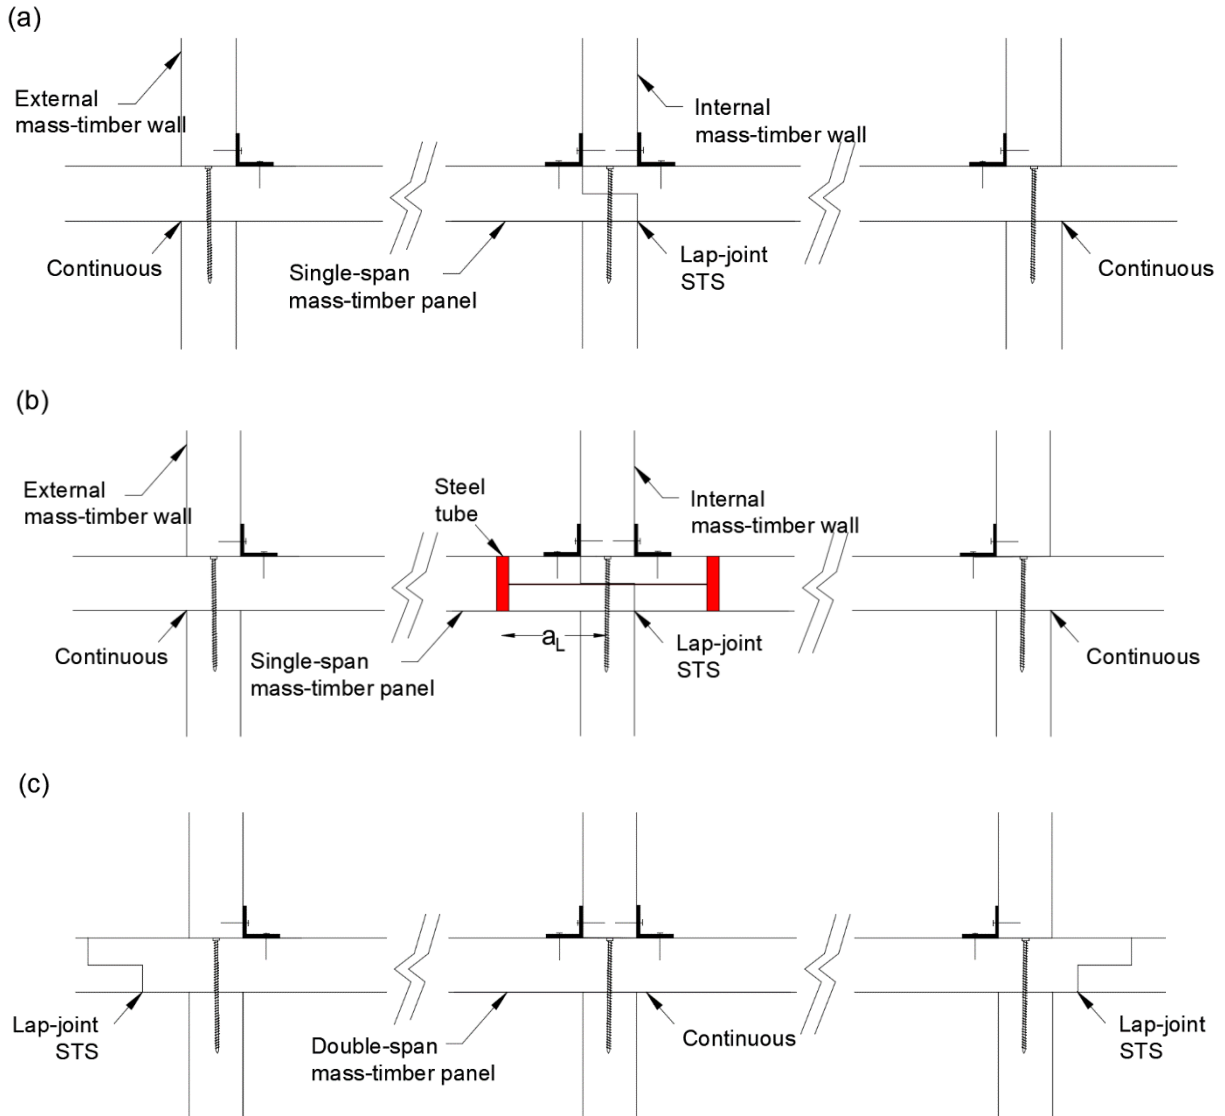 (a)
External
mass-timber wall
Internal
mass-timber wall
Continuous
Single-span
mass-timber panel
Lap-joint
STS
Continuous
(b)
External
mass-timber wall
Steel
tube
Internal
mass-timber wall
Continuous
Single-span
mass-timber panel
aL
Lap-joint
STS
Continuous
(c)
Lap-joint
STS
Double-span
mass-timber panel
Continuous
Lap-joint
STS